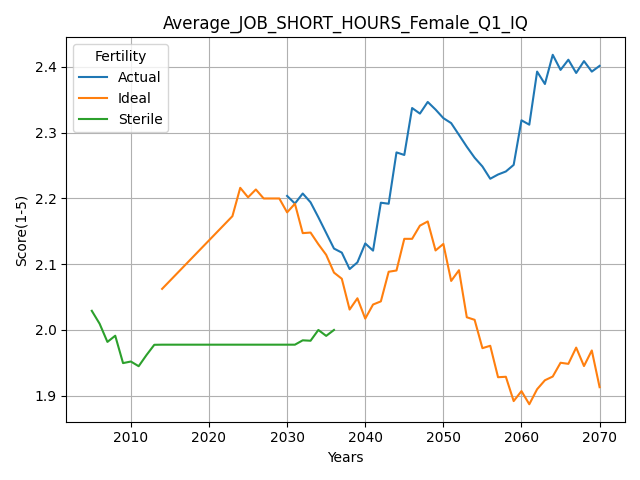 Average_JOB_SHORT_HOURS_Female_Q1_IQ
Fertility
Actual
Ideal
Sterile
Score(1-5)
2.4
2.3
2.2
2.1
2.0
1.9
2010 2020 2030 2040 2050 2060 2070
Years